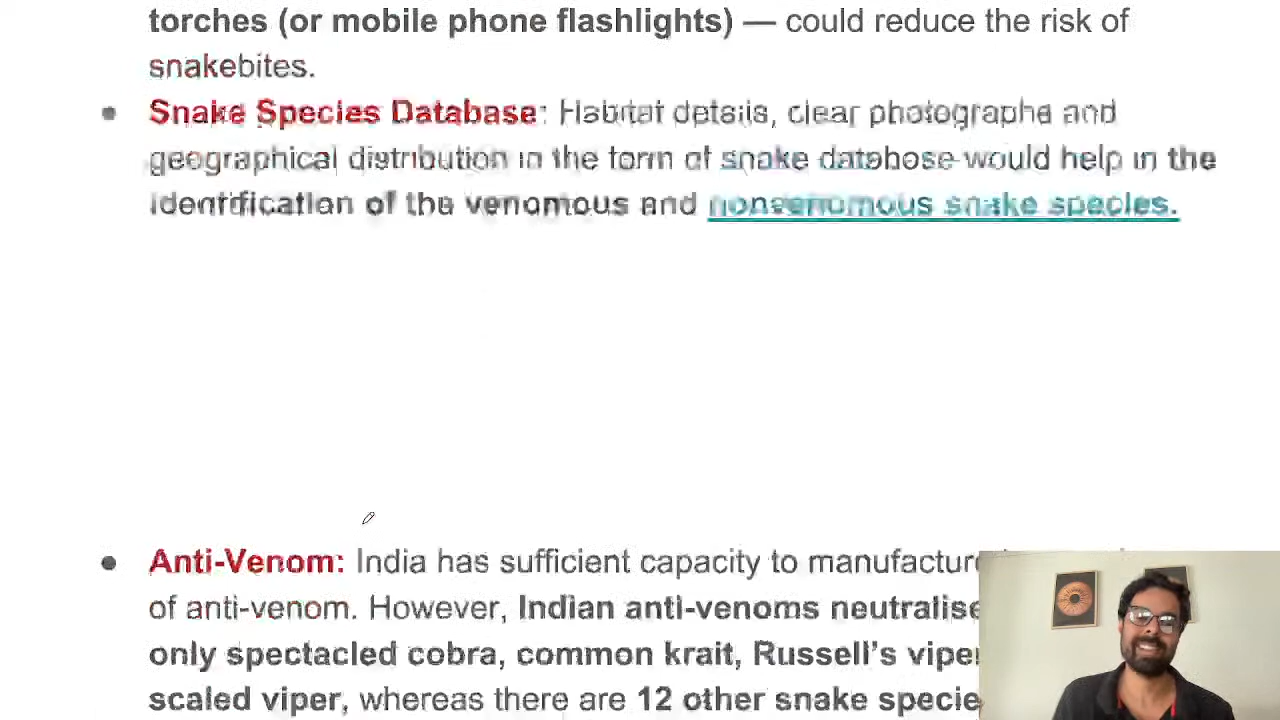 torches (or mobile phone flashlights) — could reduce the risk of
snakebites.
Snake Species Database: Habitat details, clear photographs and
geographical distribution in the form of snake database would help in the
identification of the venomous and nonvenomous snake species.
Anti-Venom: India has sufficient capacity to manufacture
of anti-venom. However, Indian anti-venoms neutralise
only spectacled cobra, common krait, Russell’s viper
scaled viper, whereas there are 12 other snake specie